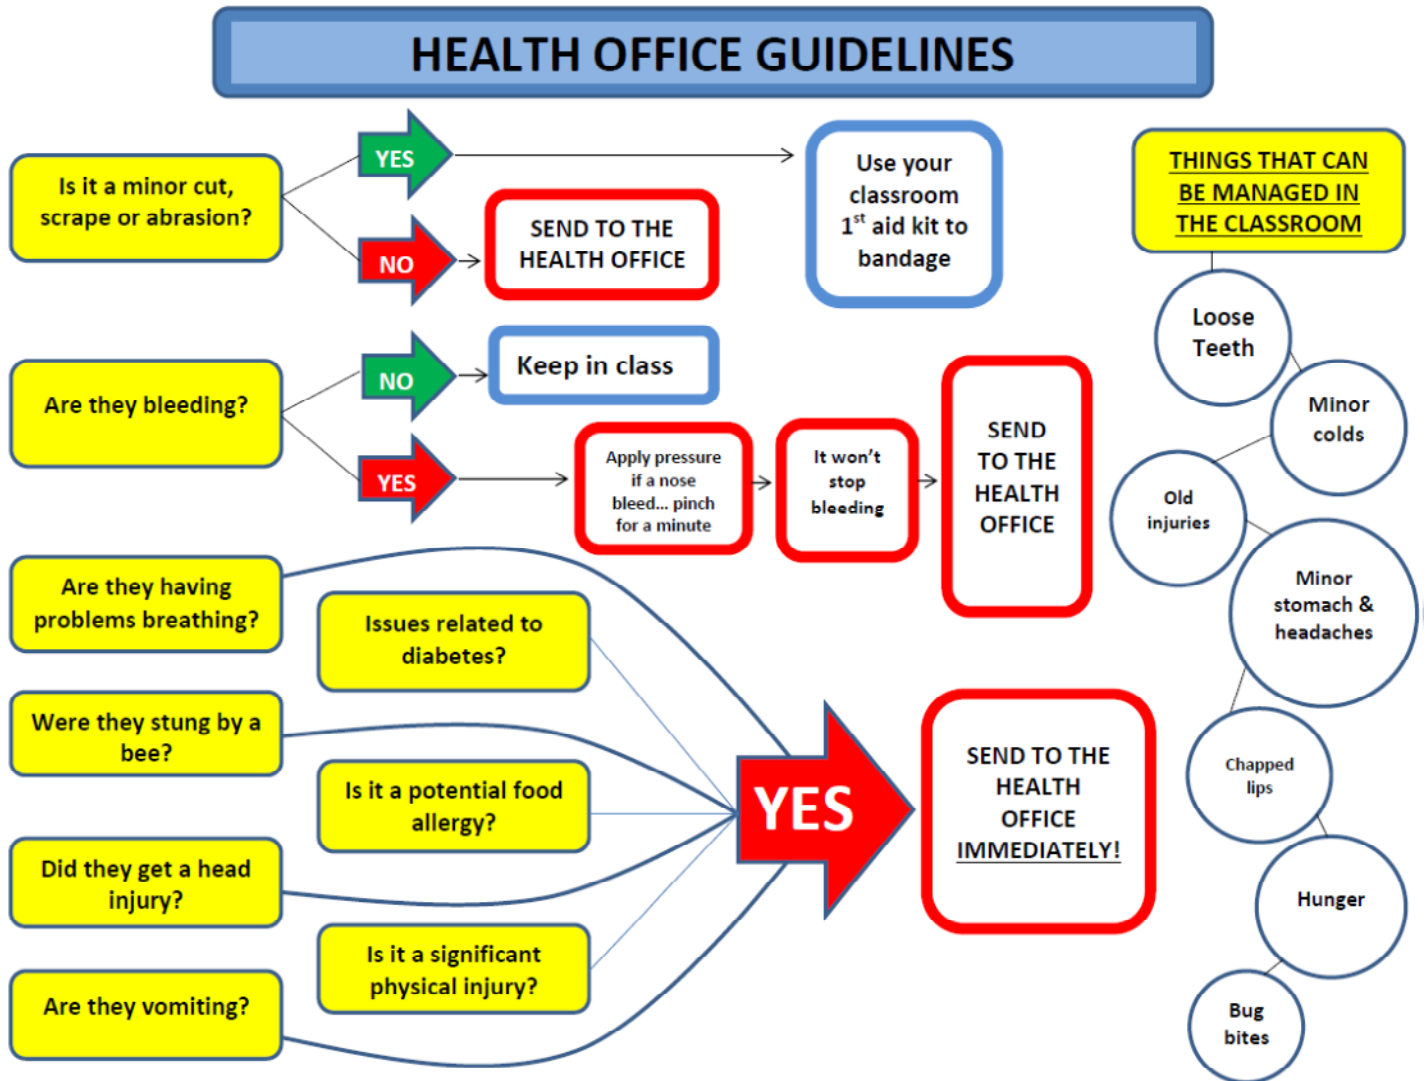 HEALTH OFFICE GUIDELINES
Is it a minor cut,
scrape or abrasion?
YES
Use your
classroom
1st aid kit to
bandage
NO
SEND TO THE
HEALTH OFFICE
Are they bleeding?
NO
Keep in class
YES
Apply pressure
if a nose
bleed... pinch
for a minute
It won't
stop
bleeding
SEND
TO THE
HEALTH
OFFICE
Are they having
problems breathing?
Issues related to
diabetes?
Were they stung by a
bee?
Is it a potential food
allergy?
Did they get a head
injury?
Is it a significant
physical injury?
Are they vomiting?
YES
SEND TO THE
HEALTH
OFFICE
IMMEDIATELY!
THINGS THAT CAN
BE MANAGED IN
THE CLASSROOM
Loose
Teeth
Minor
colds
Old
injuries
Minor
stomach &
headaches
Chapped
lips
Hunger
Bug
bites